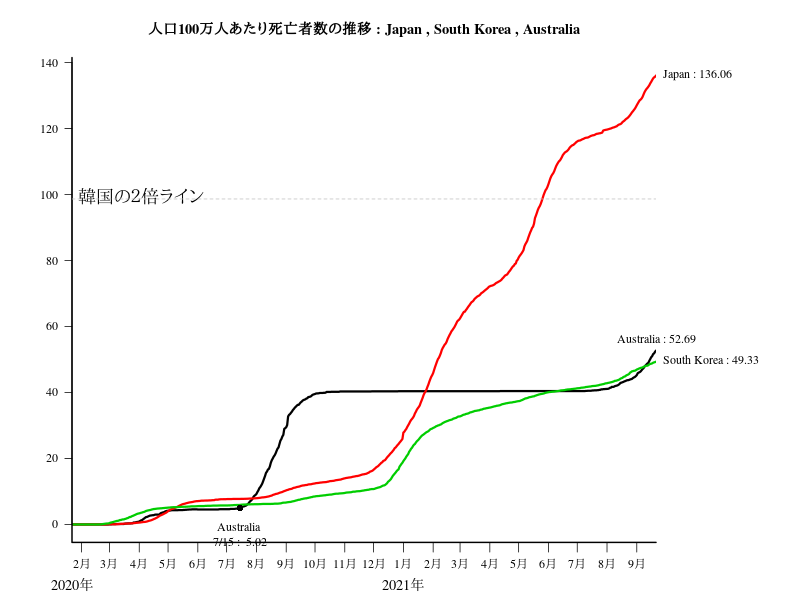 人口100万人あたり死亡者数の推移 : Japan , South Korea , Australia
140
120
100
80
60
40
20
0
韓国の2倍ライン
Japan : 136.06
Australia : 52.69
South Korea : 49.33
Australia
7/15 : 5.02
2月 3月 4月 5月 6月 7月 8月 9月 10月 11月 12月 1月 2月 3月 4月 5月 6月 7月 8月 9月
2020年 2021年